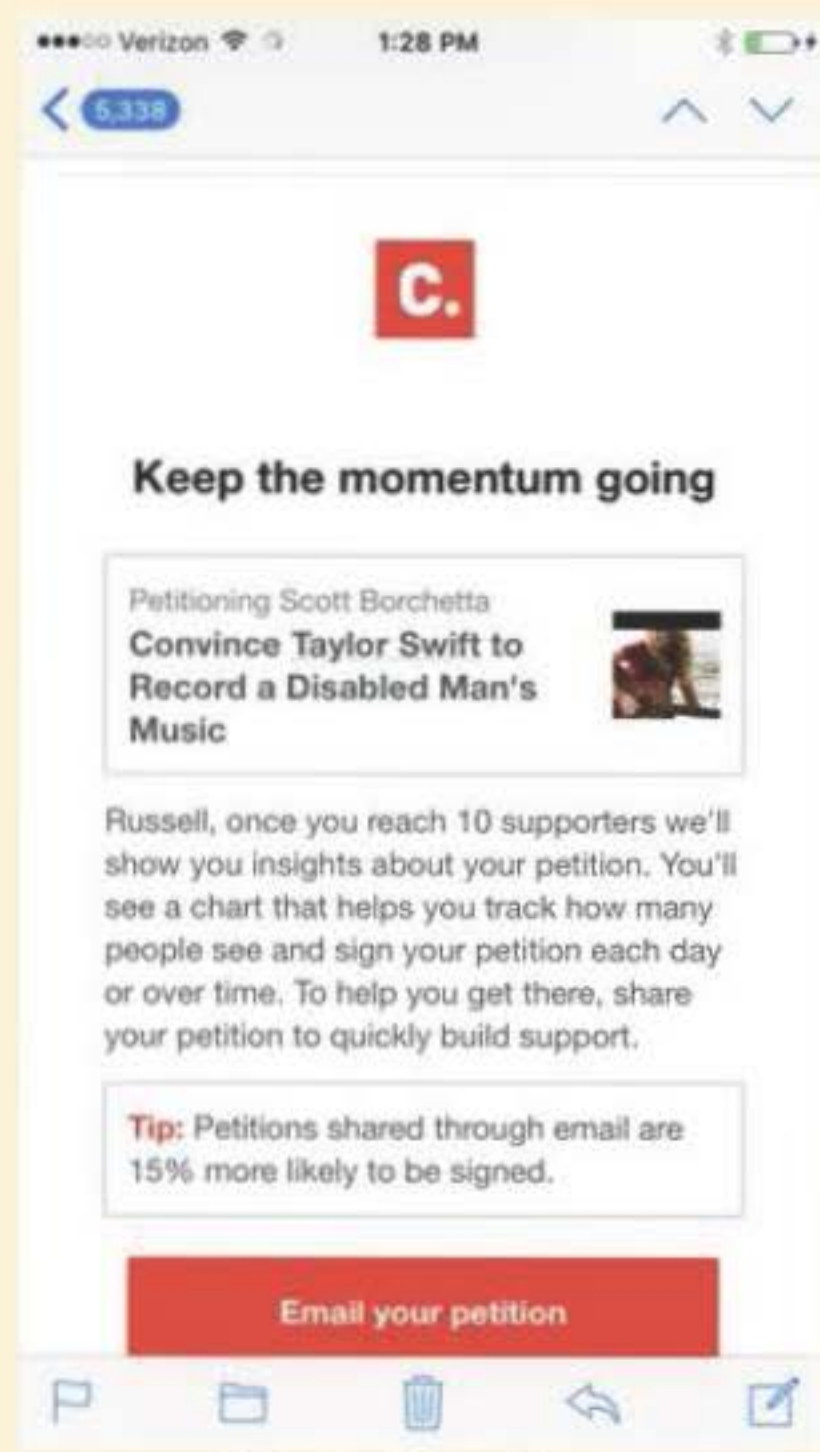 Verizon 1:28 PM
5,338
C.
Keep the momentum going
Petitioning Scott Borchetta
Convince Taylor Swift to
Record a Disabled Man's
Music
Russell, once you reach 10 supporters we'll
show you insights about your petition. You'll
see a chart that helps you track how many
people see and sign your petition each day
or over time. To help you get there, share
your petition to quickly build support.
Tip: Petitions shared through email are
15% more likely to be signed.
Email your petition